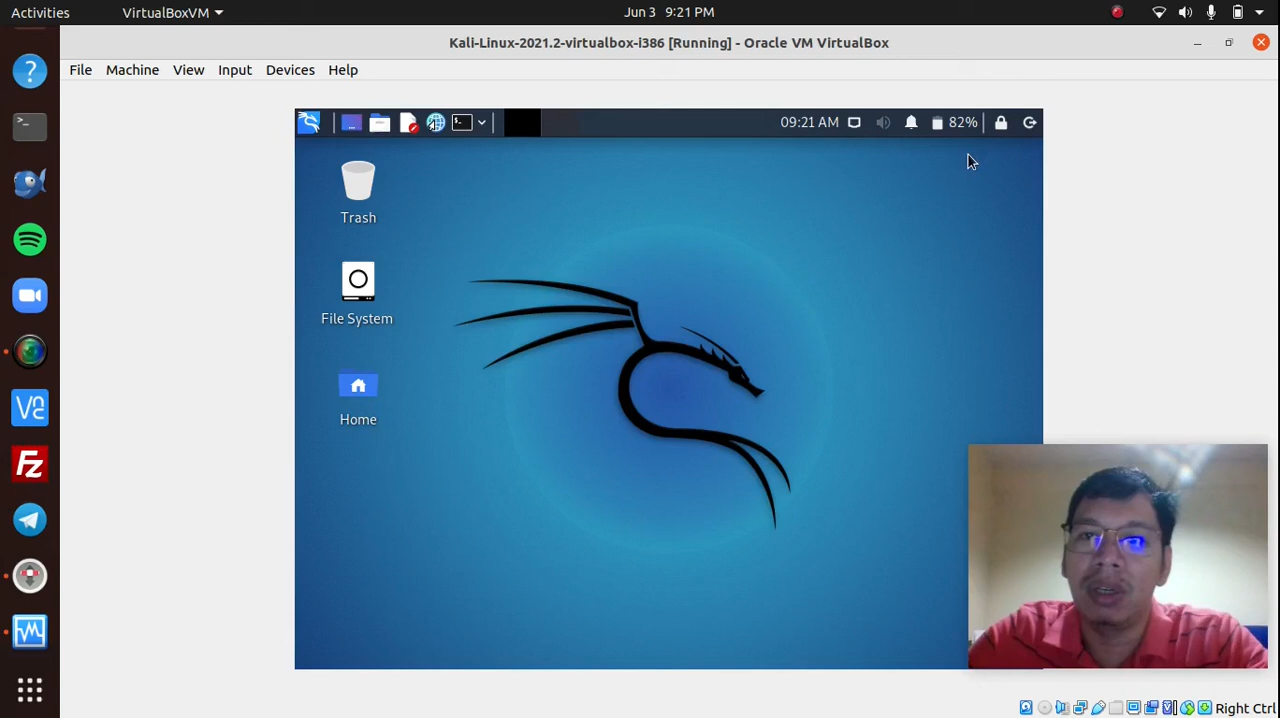 Activities VirtualBoxVM Jun 3 9:21 PM
Kali-Linux-2021.2-virtualbox-i386 [Running] - Oracle VM VirtualBox
File Machine View Input Devices Help
09:21 AM 82%
Trash
File System
Home
Right Ctrl